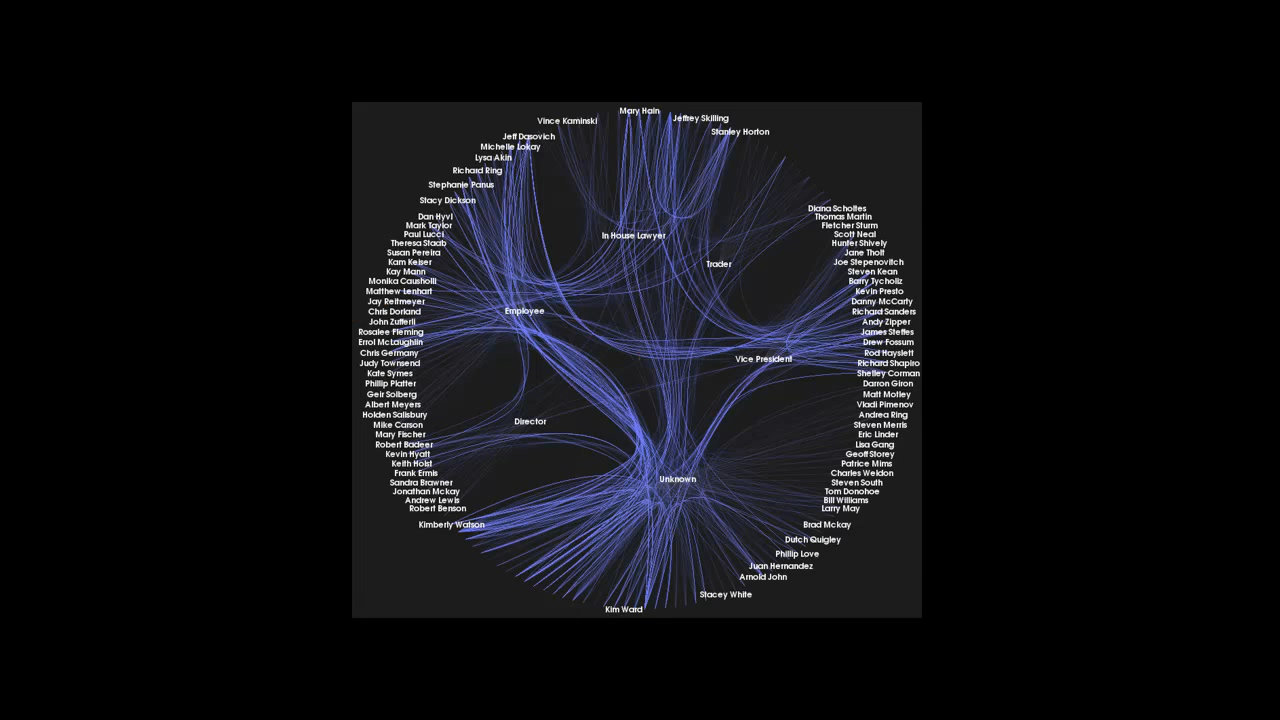 Mary Hain
Jeffrey Skilling
Vince Kaminski
Stanley Horton
Jeff Dasovich
Michelle Lokay
Lysa Akin
Richard Ring
Stephanie Panus
Stacy Dickson
Dan Hyvl
Mark Taylor
Paul Lucci
Theresa Staab
Susan Pereira
Kam Keiser
Kay Mann
Monika Causholli
Matthew Lenhart
Jay Reitmeyer
Chris Dorland
John Zufferli
Rosalee Fleming
Errol McLaughlin
Chris Germany
Judy Townsend
Kate Symes
Phillip Platter
Geir Solberg
Albert Meyers
Holden Salisbury
Mike Carson
Mary Fischer
Robert Badeer
Kevin Hyatt
Keith Holst
Frank Ermis
Sandra Brawner
Jonathan Mckay
Andrew Lewis
Robert Benson
Kimberly Watson
Kim Ward
In House Lawyer
Trader
Employee
Vice President
Director
Unknown
Diana Scholtes
Thomas Martin
Fletcher Sturm
Scott Neal
Hunter Shively
Jane Tholt
Joe Stepenovitch
Steven Kean
Barry Tycholiz
Kevin Presto
Danny McCarty
Richard Sanders
Andy Zipper
James Steffes
Drew Fossum
Rod Hayslett
Richard Shapiro
Shelley Corman
Darron Giron
Matt Motley
Vladi Pimenov
Andrea Ring
Steven Merris
Eric Linder
Lisa Gang
Geoff Storey
Patrice Mims
Charles Weldon
Steven South
Tom Donohoe
Bill Williams
Larry May
Brad Mckay
Dutch Quigley
Phillip Love
Juan Hernandez
Arnold John
Stacey White